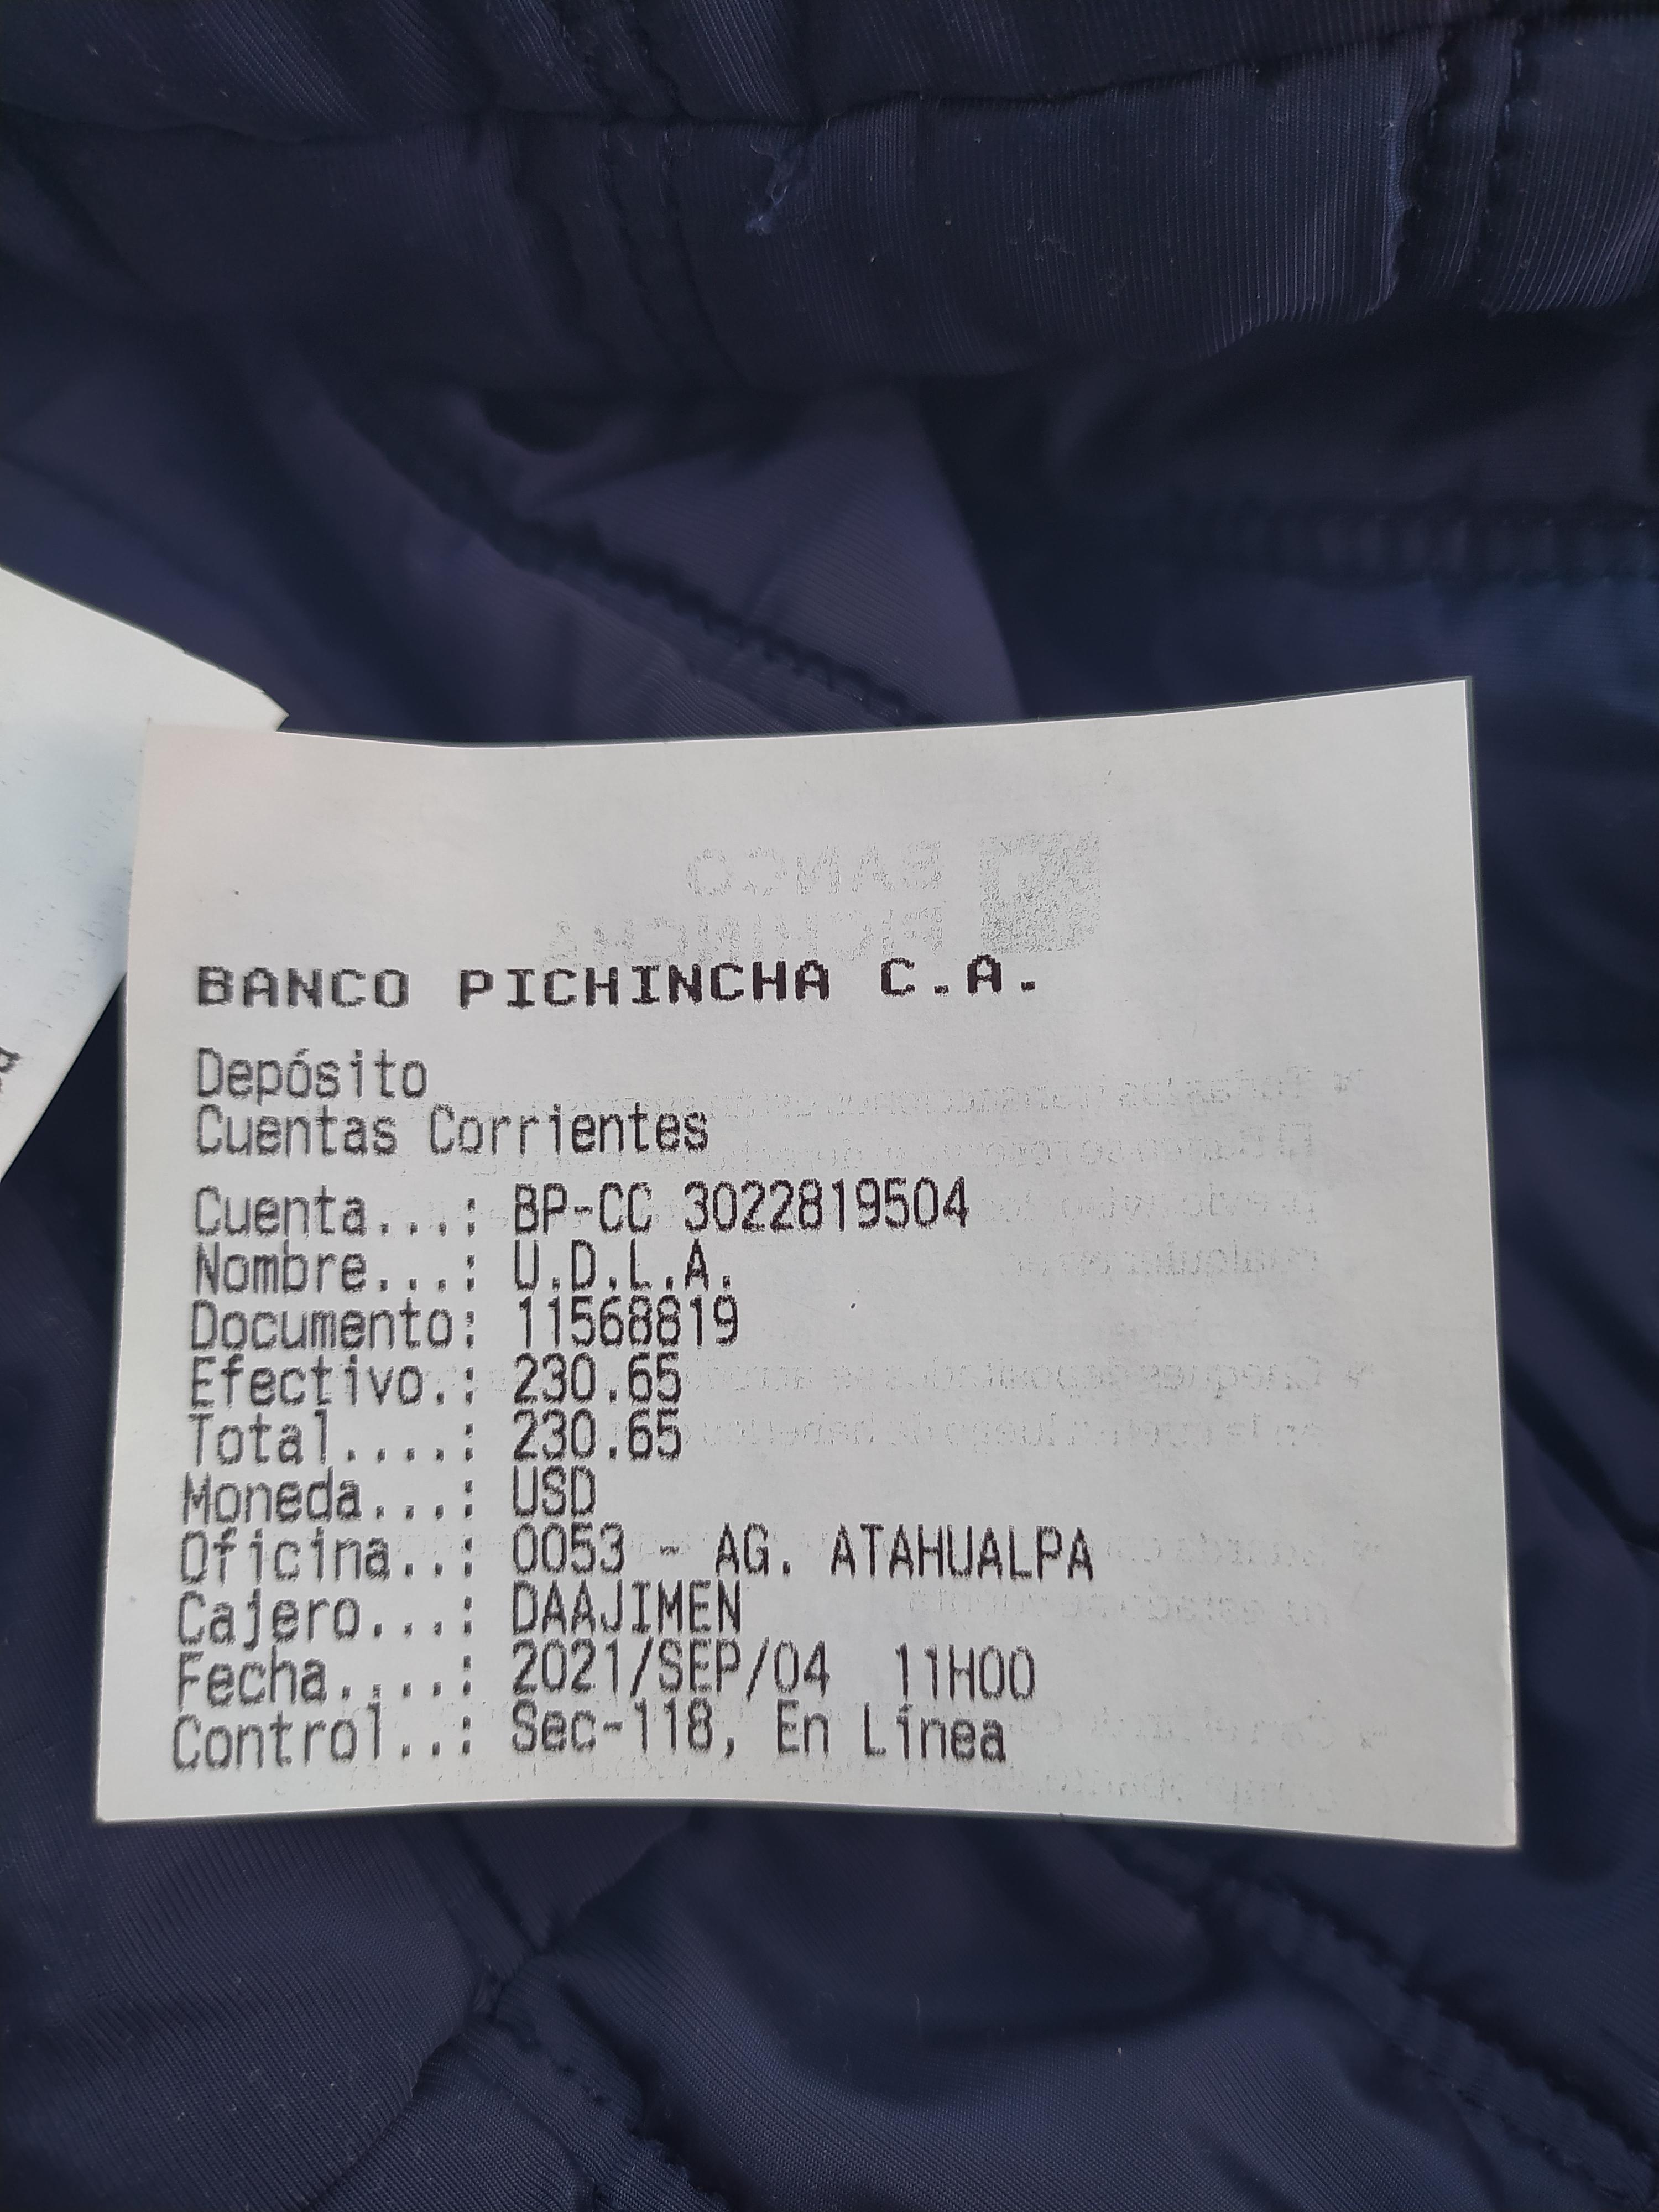 BANCO PICHINCHA C.A.
Depósito
Cuentas Corrientes
Cuenta...: BP-CC 3022819504
Nombre...: U.D.L.A.
Documento: 11568819
Efectivo.: 230.65
Total....: 230.65
Moneda...: USD
Oficina..: 0053 - AG. ATAHUALPA
Cajero...: DAAJIMEN
Fecha....: 2021/SEP/04 11H00
Control..: Sec-118, En Línea